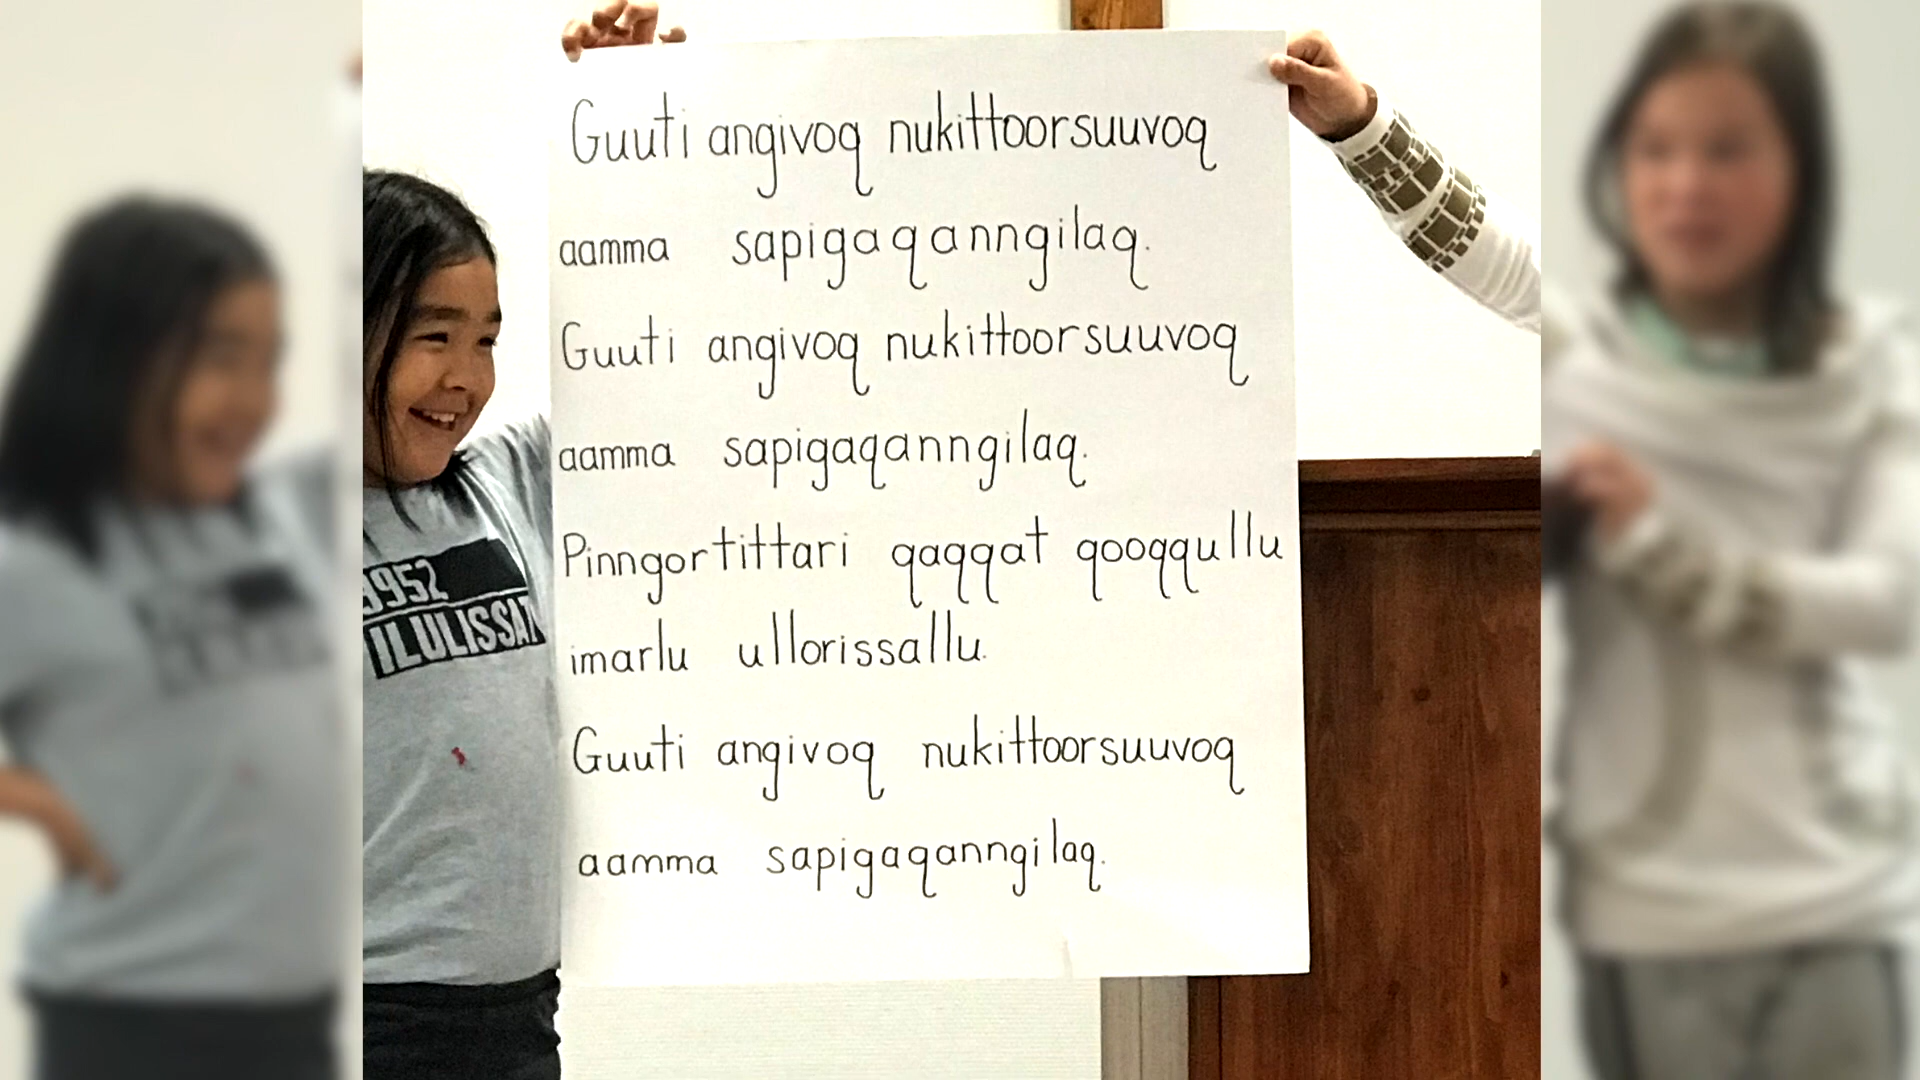 Guuti angivoq nukittoorsuuvoq
aamma sapigaqanngilaq.
Guuti angivoq nukittoorsuuvoq
aamma sapigaqanngilaq.
Pinngortittari qaqqat qooqqullu
imarlu ullorissallu.
Guuti angivoq nukittoorsuuvoq
aamma sapigaqanngilaq.
3952
ILULISSAT